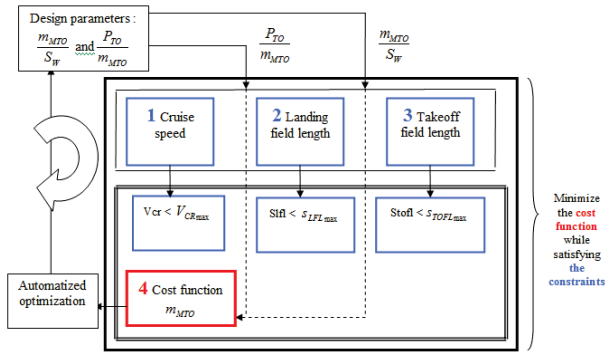 Design parameters :
m_MTO / S_W and P_TO / m_MTO
P_TO / m_MTO
m_MTO / S_W
1 Cruise
speed
2 Landing
field length
3 Takeoff
field length
Vcr < V_CRmax
Slfl < s_LFLmax
Stofl < s_TOFLmax
Minimize
the cost
function
while
satisfying
the
constraints
Automatized
optimization
4 Cost function
m_MTO